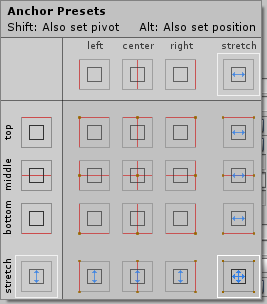 Anchor Presets
Shift: Also set pivot Alt: Also set position
left center right stretch
top
middle
bottom
stretch